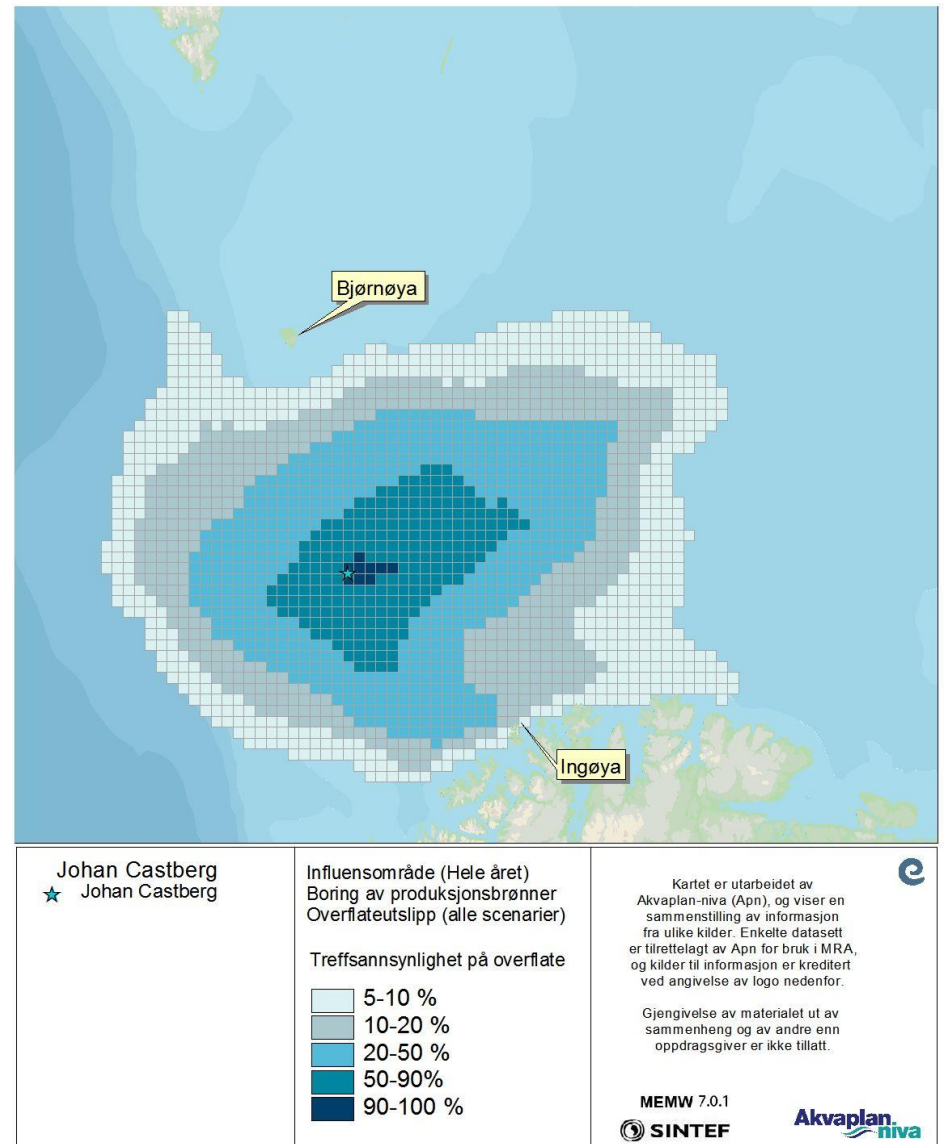 Bjørnøya
Ingøya
Johan Castberg
Johan Castberg
Influensområde (Hele året)
Boring av produksjonsbrønner
Overflateutslipp (alle scenarier)
Treffsannsynlighet på overflate
5-10 %
10-20 %
20-50 %
50-90%
90-100 %
Kartet er utarbeidet av
Akvaplan-niva (Apn), og viser en
sammenstilling av informasjon
fra ulike kilder. Enkelte datasett
er tilrettelagt av Apn for bruk i MRA,
og kilder til informasjon er kreditert
ved angivelse av logo nedenfor.
Gjengivelse av materialet ut av
sammenheng og av andre enn
oppdragsgiver er ikke tillatt.
MEMW 7.0.1
SINTEF
Akvaplan
niva